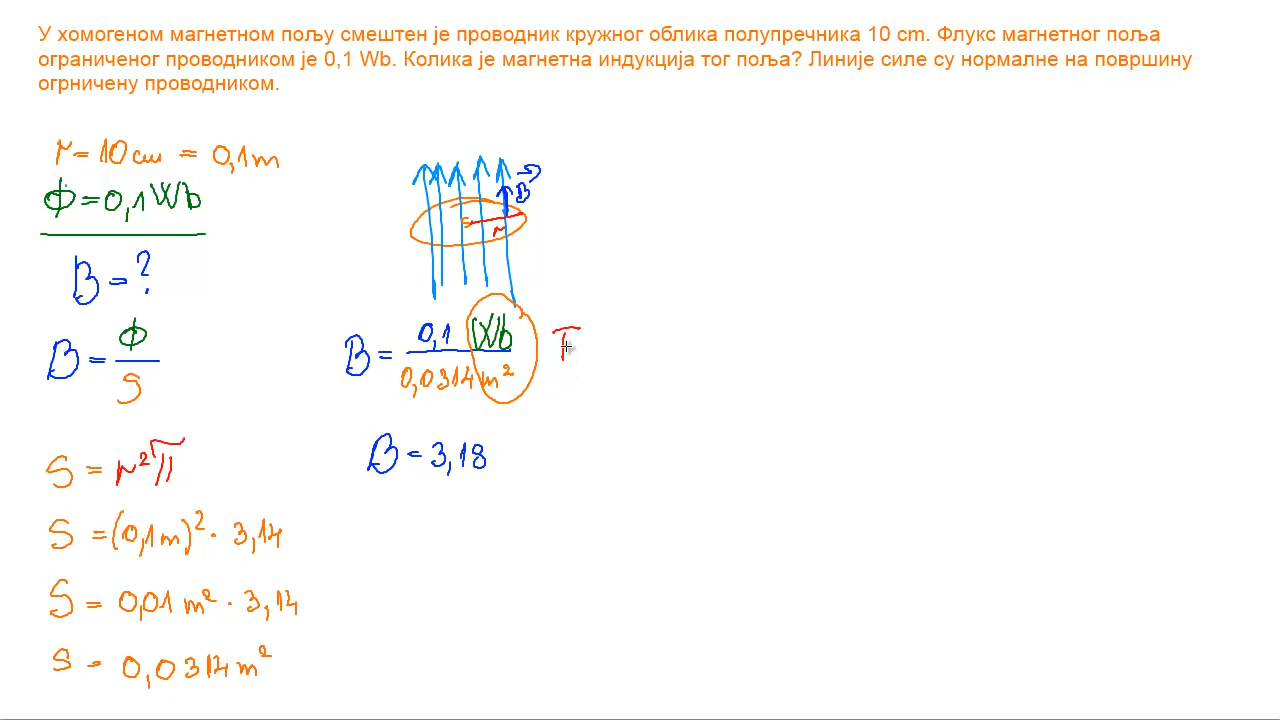 У хомогеном магнетном пољу смештен је проводник кружног облика полупречника 10 cm. Флукс магнетног поља
ограниченог проводником је 0,1 Wb. Колика је магнетна индукција тог поља? Линије силе су нормалне на површину
огрничену проводником.
r = 10 cm = 0,1 m
Φ = 0,1 Wb
B = ?
B = Φ / S
S = r² π
S = (0,1 m)² · 3,14
S = 0,01 m² · 3,14
S = 0,0314 m²
B
S
r
B = 0,1 Wb / 0,0314 m² T
B = 3,18